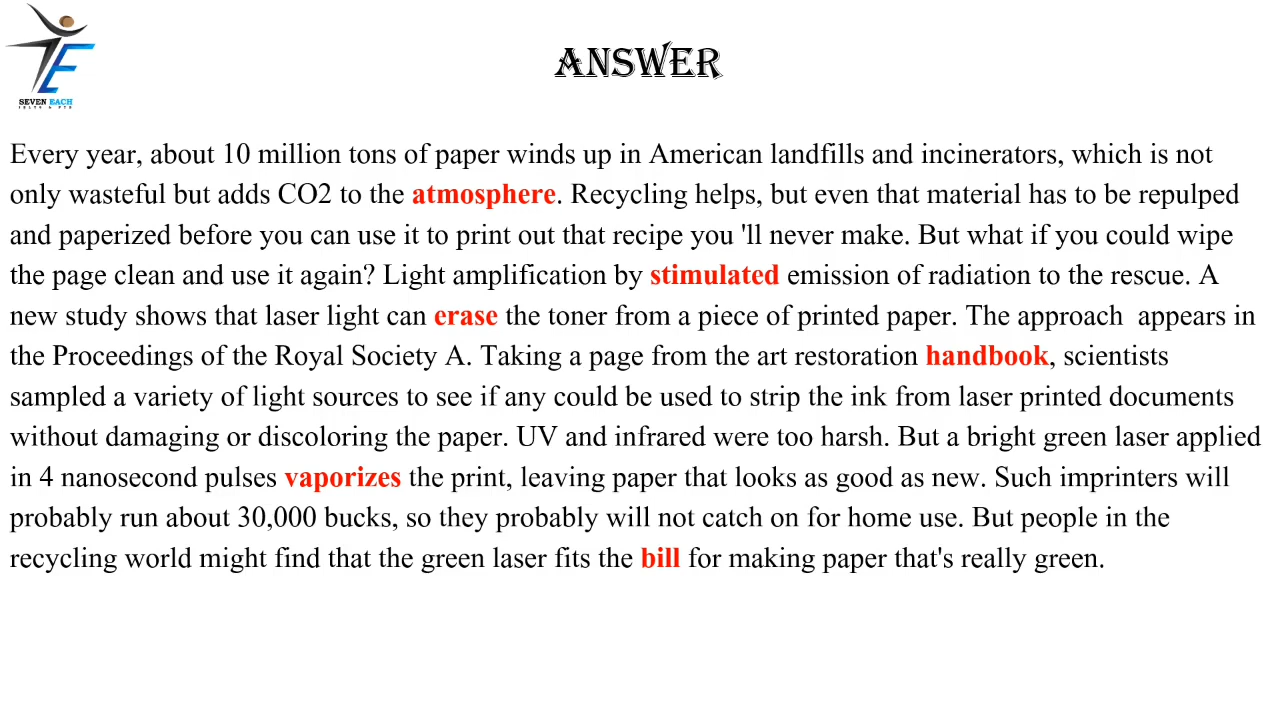 SEVEN EACH
IELTS & PTE
ANSWER
Every year, about 10 million tons of paper winds up in American landfills and incinerators, which is not
only wasteful but adds CO2 to the atmosphere. Recycling helps, but even that material has to be repulped
and paperized before you can use it to print out that recipe you 'll never make. But what if you could wipe
the page clean and use it again? Light amplification by stimulated emission of radiation to the rescue. A
new study shows that laser light can erase the toner from a piece of printed paper. The approach  appears in
the Proceedings of the Royal Society A. Taking a page from the art restoration handbook, scientists
sampled a variety of light sources to see if any could be used to strip the ink from laser printed documents
without damaging or discoloring the paper. UV and infrared were too harsh. But a bright green laser applied
in 4 nanosecond pulses vaporizes the print, leaving paper that looks as good as new. Such imprinters will
probably run about 30,000 bucks, so they probably will not catch on for home use. But people in the
recycling world might find that the green laser fits the bill for making paper that's really green.